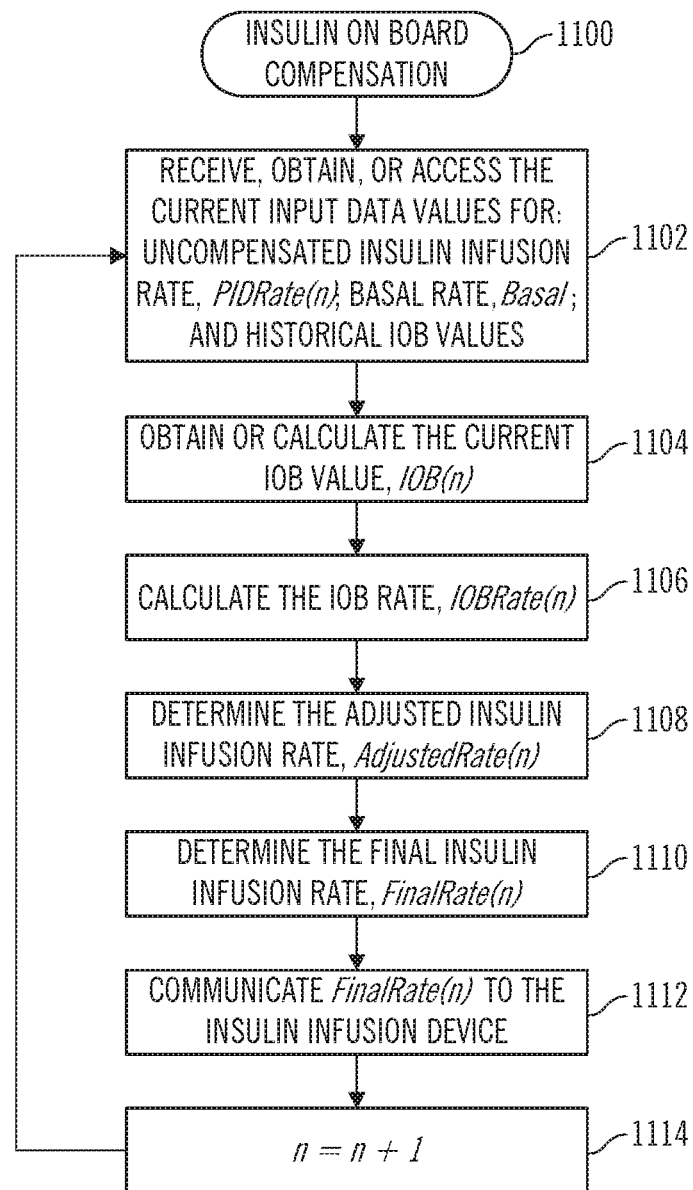 INSULIN ON BOARD
COMPENSATION
1100
RECEIVE, OBTAIN, OR ACCESS THE
CURRENT INPUT DATA VALUES FOR:
UNCOMPENSATED INSULIN INFUSION
RATE, PIDRate(n); BASAL RATE, Basal;
AND HISTORICAL IOB VALUES
1102
OBTAIN OR CALCULATE THE CURRENT
IOB VALUE, IOB(n)
1104
CALCULATE THE IOB RATE, IOBRate(n)
1106
DETERMINE THE ADJUSTED INSULIN
INFUSION RATE, AdjustedRate(n)
1108
DETERMINE THE FINAL INSULIN
INFUSION RATE, FinalRate(n)
1110
COMMUNICATE FinalRate(n) TO THE
INSULIN INFUSION DEVICE
1112
n = n + 1
1114